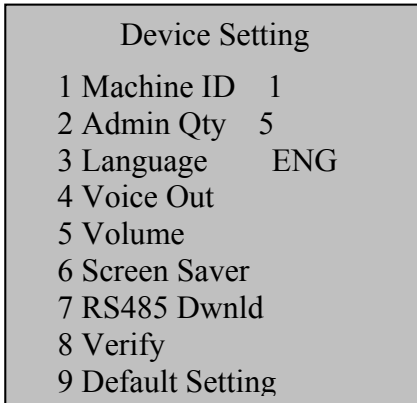 Device Setting
1 Machine ID 1
2 Admin Qty 5
3 Language ENG
4 Voice Out
5 Volume
6 Screen Saver
7 RS485 Dwnld
8 Verify
9 Default Setting